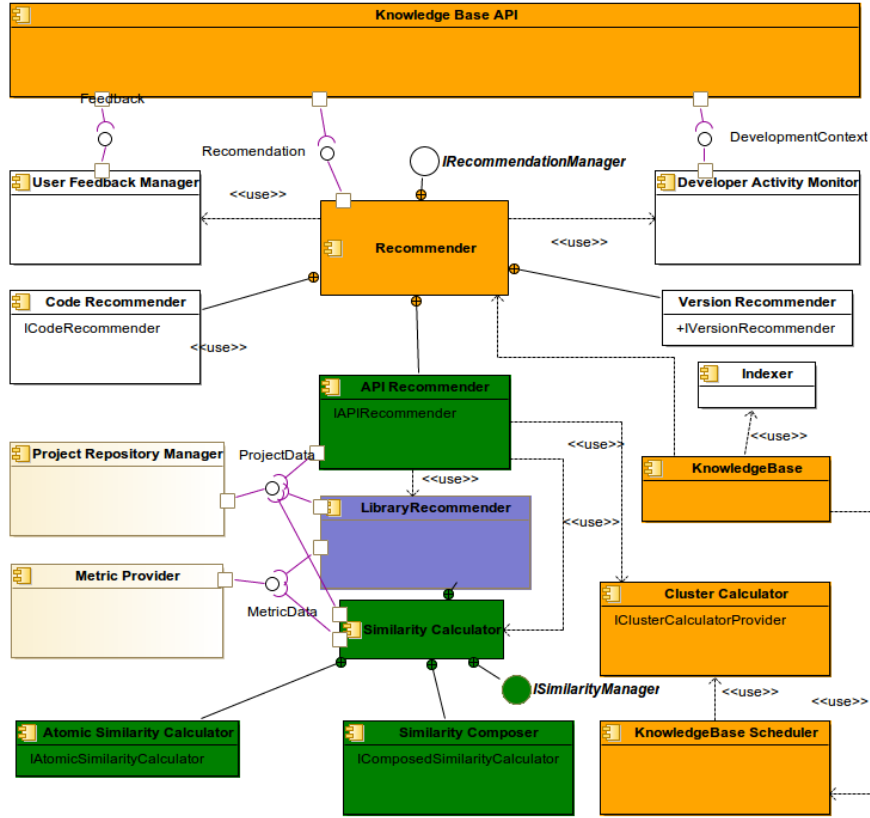 Knowledge Base API
Feedback
Recomendation
IRecommendationManager
DevelopmentContext
User Feedback Manager
<<use>>
Developer Activity Monitor
Recommender
<<use>>
Code Recommender
ICodeRecommender
<<use>>
Version Recommender
+IVersionRecommender
API Recommender
IAPIRecommender
Indexer
<<use>>
<<use>>
Project Repository Manager
ProjectData
<<use>>
KnowledgeBase
LibraryRecommender
<<use>>
Metric Provider
MetricData
Cluster Calculator
IClusterCalculatorProvider
Similarity Calculator
ISimilarityManager
<<use>>
<<use>>
Atomic Similarity Calculator
IAtomicSimilarityCalculator
Similarity Composer
IComposedSimilarityCalculator
KnowledgeBase Scheduler